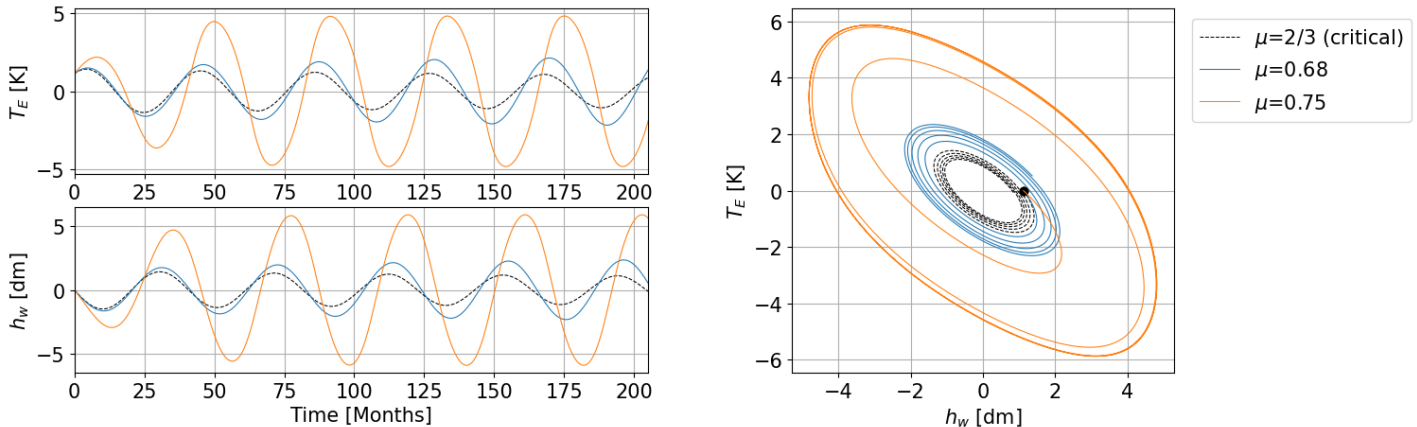 T_E [K]
5
0
−5
0 25 50 75 100 125 150 175 200
h_w [dm]
5
0
−5
0 25 50 75 100 125 150 175 200
Time [Months]
T_E [K]
6
4
2
0
−2
−4
−6
−4 −2 0 2 4
h_w [dm]
μ=2/3 (critical)
μ=0.68
μ=0.75